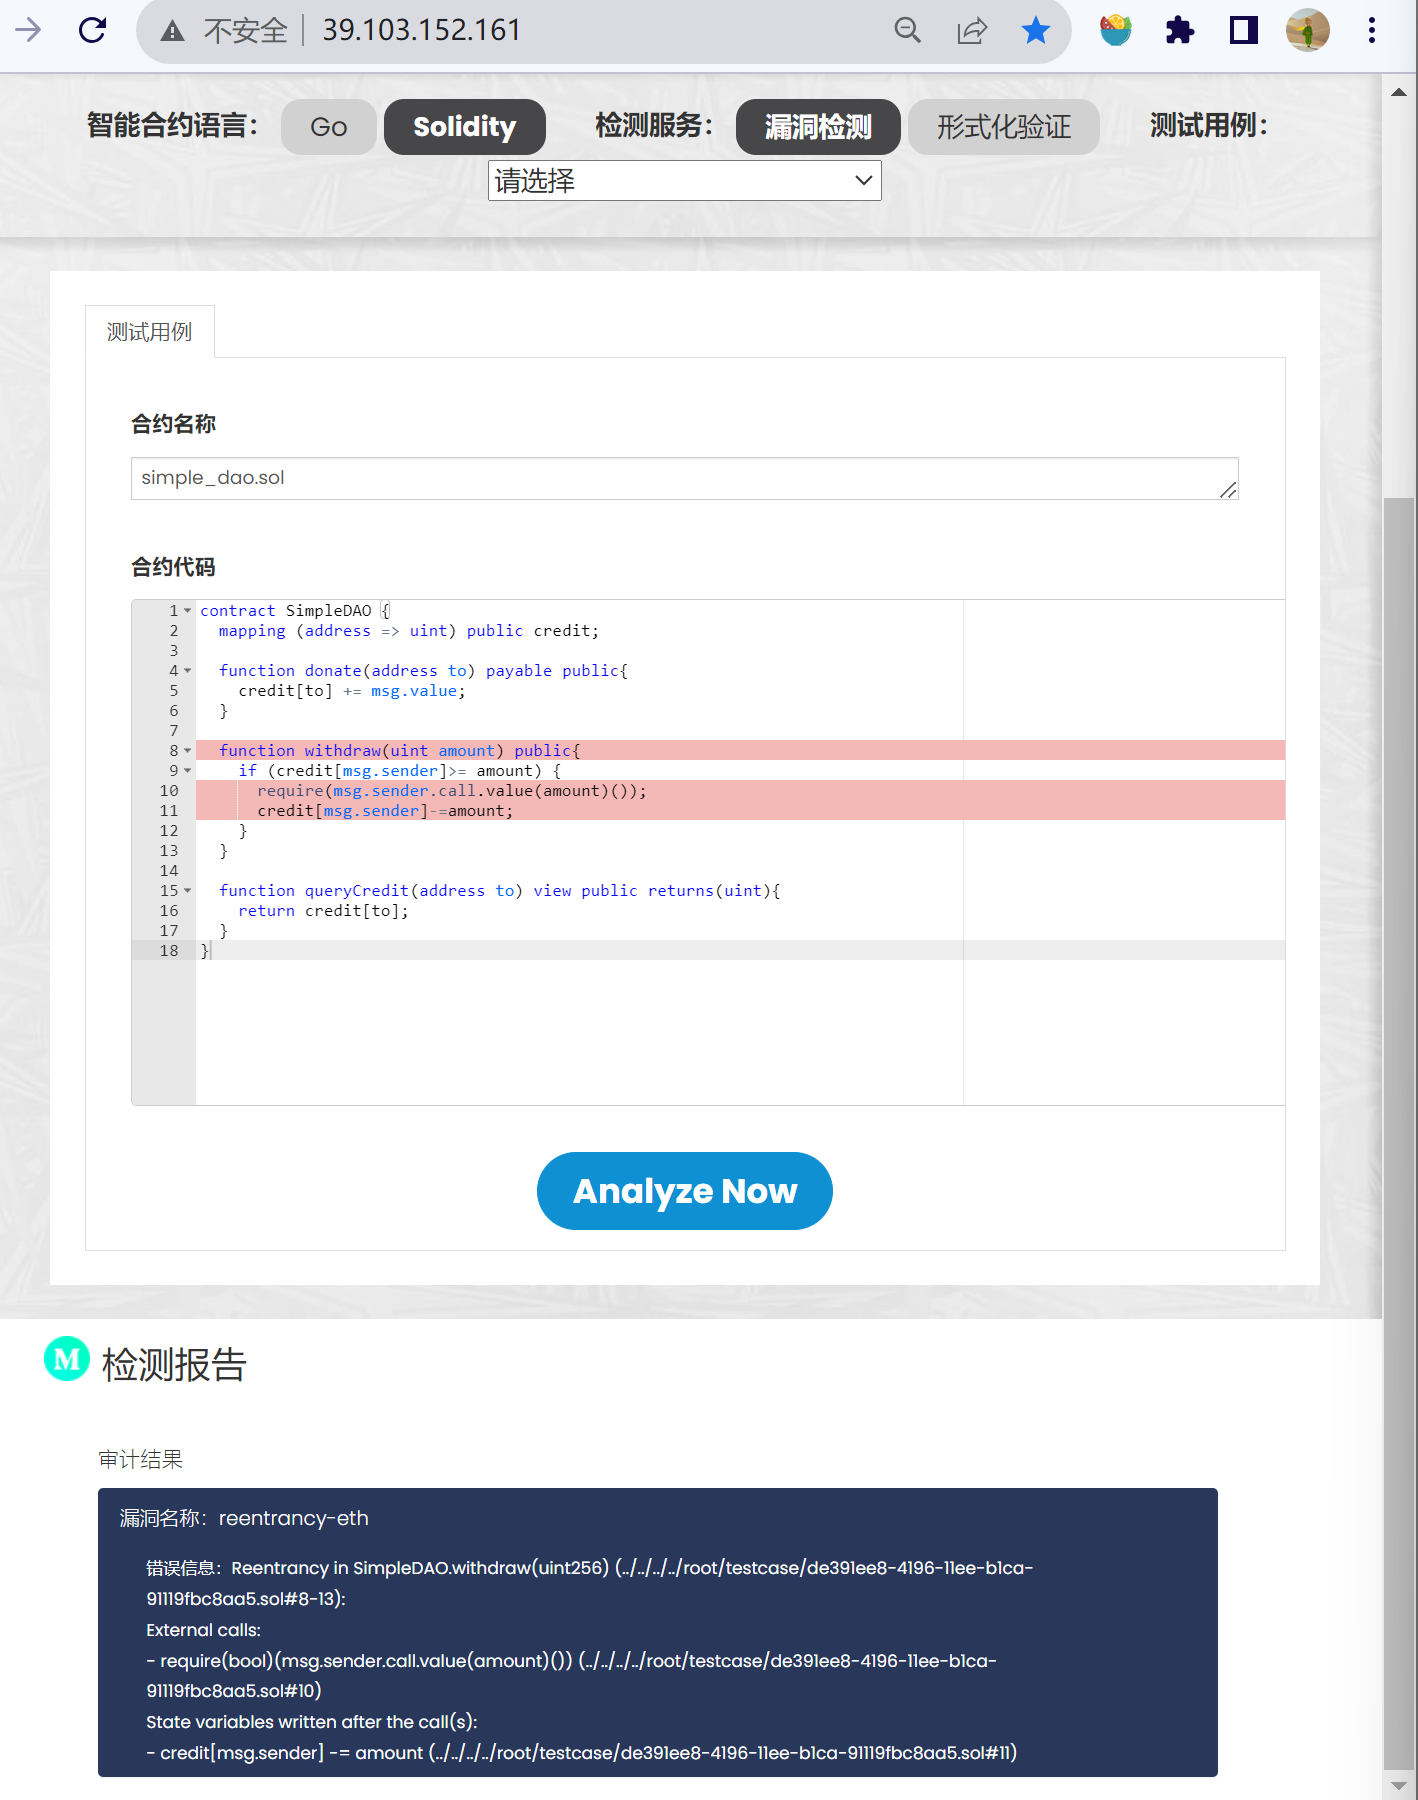 不安全 39.103.152.161
智能合约语言： Go Solidity 检测服务： 漏洞检测 形式化验证 测试用例：
请选择
测试用例
合约名称
simple_dao.sol
合约代码
1 contract SimpleDAO {
2 mapping (address => uint) public credit;
3
4 function donate(address to) payable public{
5 credit[to] += msg.value;
6 }
7
8 function withdraw(uint amount) public{
9 if (credit[msg.sender]>= amount) {
10 require(msg.sender.call.value(amount)());
11 credit[msg.sender]-=amount;
12 }
13 }
14
15 function queryCredit(address to) view public returns(uint){
16 return credit[to];
17 }
18 }
Analyze Now
M 检测报告
审计结果
漏洞名称：reentrancy-eth
错误信息：Reentrancy in SimpleDAO.withdraw(uint256) (../../../../root/testcase/de391ee8-4196-11ee-b1ca-
91119fbc8aa5.sol#8-13):
External calls:
- require(bool)(msg.sender.call.value(amount)()) (../../../../root/testcase/de391ee8-4196-11ee-b1ca-
91119fbc8aa5.sol#10)
State variables written after the call(s):
- credit[msg.sender] -= amount (../../../../root/testcase/de391ee8-4196-11ee-b1ca-91119fbc8aa5.sol#11)